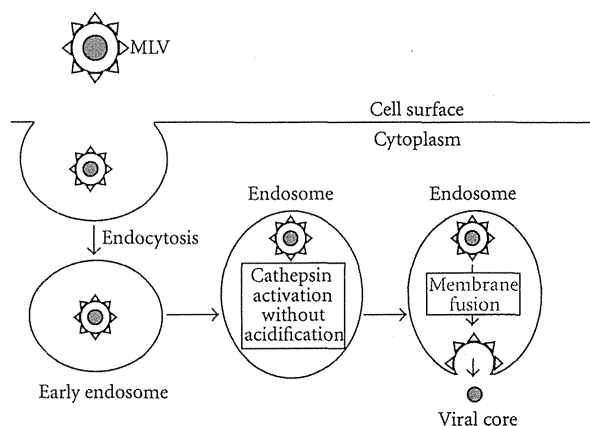 MLV
Cell surface
Cytoplasm
Endocytosis
Early endosome
Endosome
Cathepsin
activation
without
acidification
Endosome
Membrane
fusion
Viral core